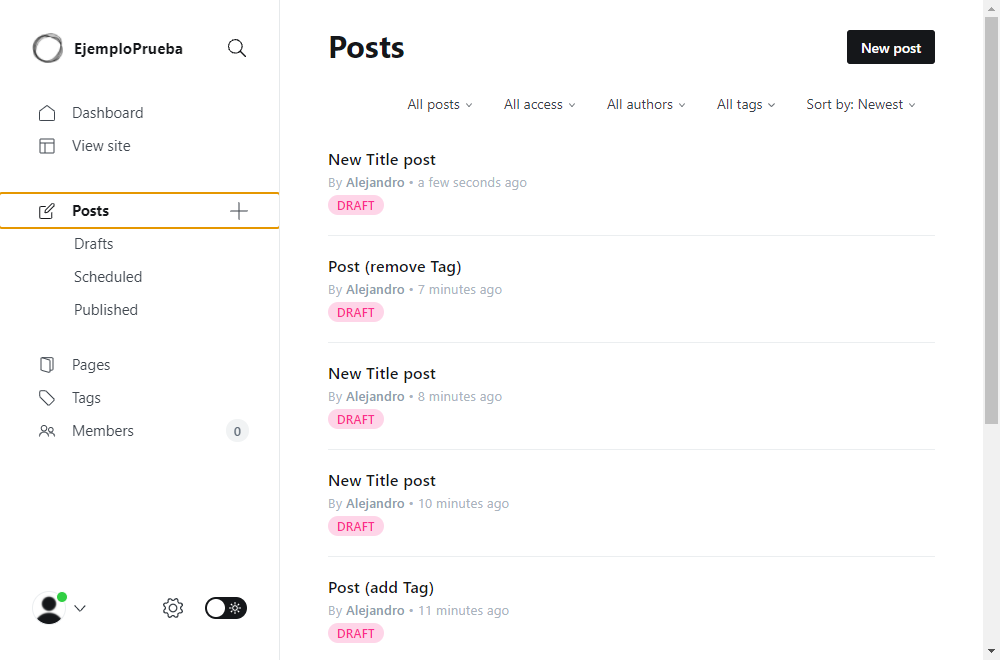 EjemploPrueba
Dashboard
View site
Posts
Drafts
Scheduled
Published
Pages
Tags
Members 0
Posts
New post
All posts All access All authors All tags Sort by: Newest
New Title post
By Alejandro • a few seconds ago
DRAFT
Post (remove Tag)
By Alejandro • 7 minutes ago
DRAFT
New Title post
By Alejandro • 8 minutes ago
DRAFT
New Title post
By Alejandro • 10 minutes ago
DRAFT
Post (add Tag)
By Alejandro • 11 minutes ago
DRAFT